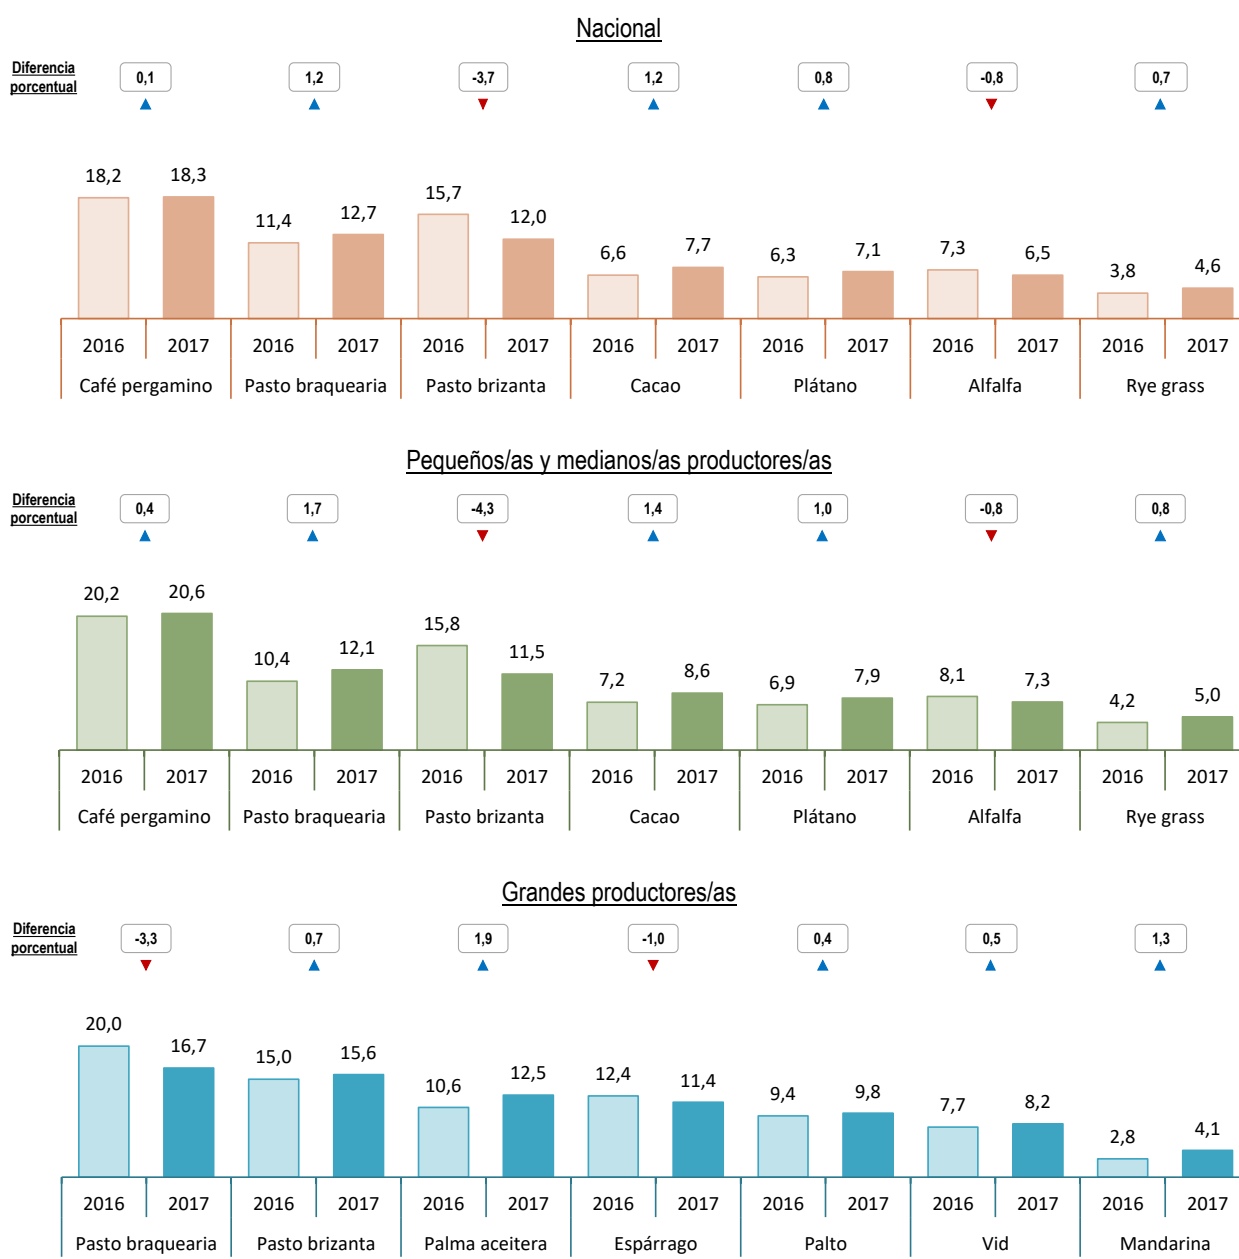 Nacional
Diferencia
porcentual
0,1 1,2 -3,7 1,2 0,8 -0,8 0,7
18,2 18,3 11,4 12,7 15,7 12,0 6,6 7,7 6,3 7,1 7,3 6,5 3,8 4,6
2016 2017 2016 2017 2016 2017 2016 2017 2016 2017 2016 2017 2016 2017
Café pergamino Pasto braquearia Pasto brizanta Cacao Plátano Alfalfa Rye grass
Pequeños/as y medianos/as productores/as
Diferencia
porcentual
0,4 1,7 -4,3 1,4 1,0 -0,8 0,8
20,2 20,6 10,4 12,1 15,8 11,5 7,2 8,6 6,9 7,9 8,1 7,3 4,2 5,0
2016 2017 2016 2017 2016 2017 2016 2017 2016 2017 2016 2017 2016 2017
Café pergamino Pasto braquearia Pasto brizanta Cacao Plátano Alfalfa Rye grass
Grandes productores/as
Diferencia
porcentual
-3,3 0,7 1,9 -1,0 0,4 0,5 1,3
20,0 16,7 15,0 15,6 10,6 12,5 12,4 11,4 9,4 9,8 7,7 8,2 2,8 4,1
2016 2017 2016 2017 2016 2017 2016 2017 2016 2017 2016 2017 2016 2017
Pasto braquearia Pasto brizanta Palma aceitera Espárrago Palto Vid Mandarina